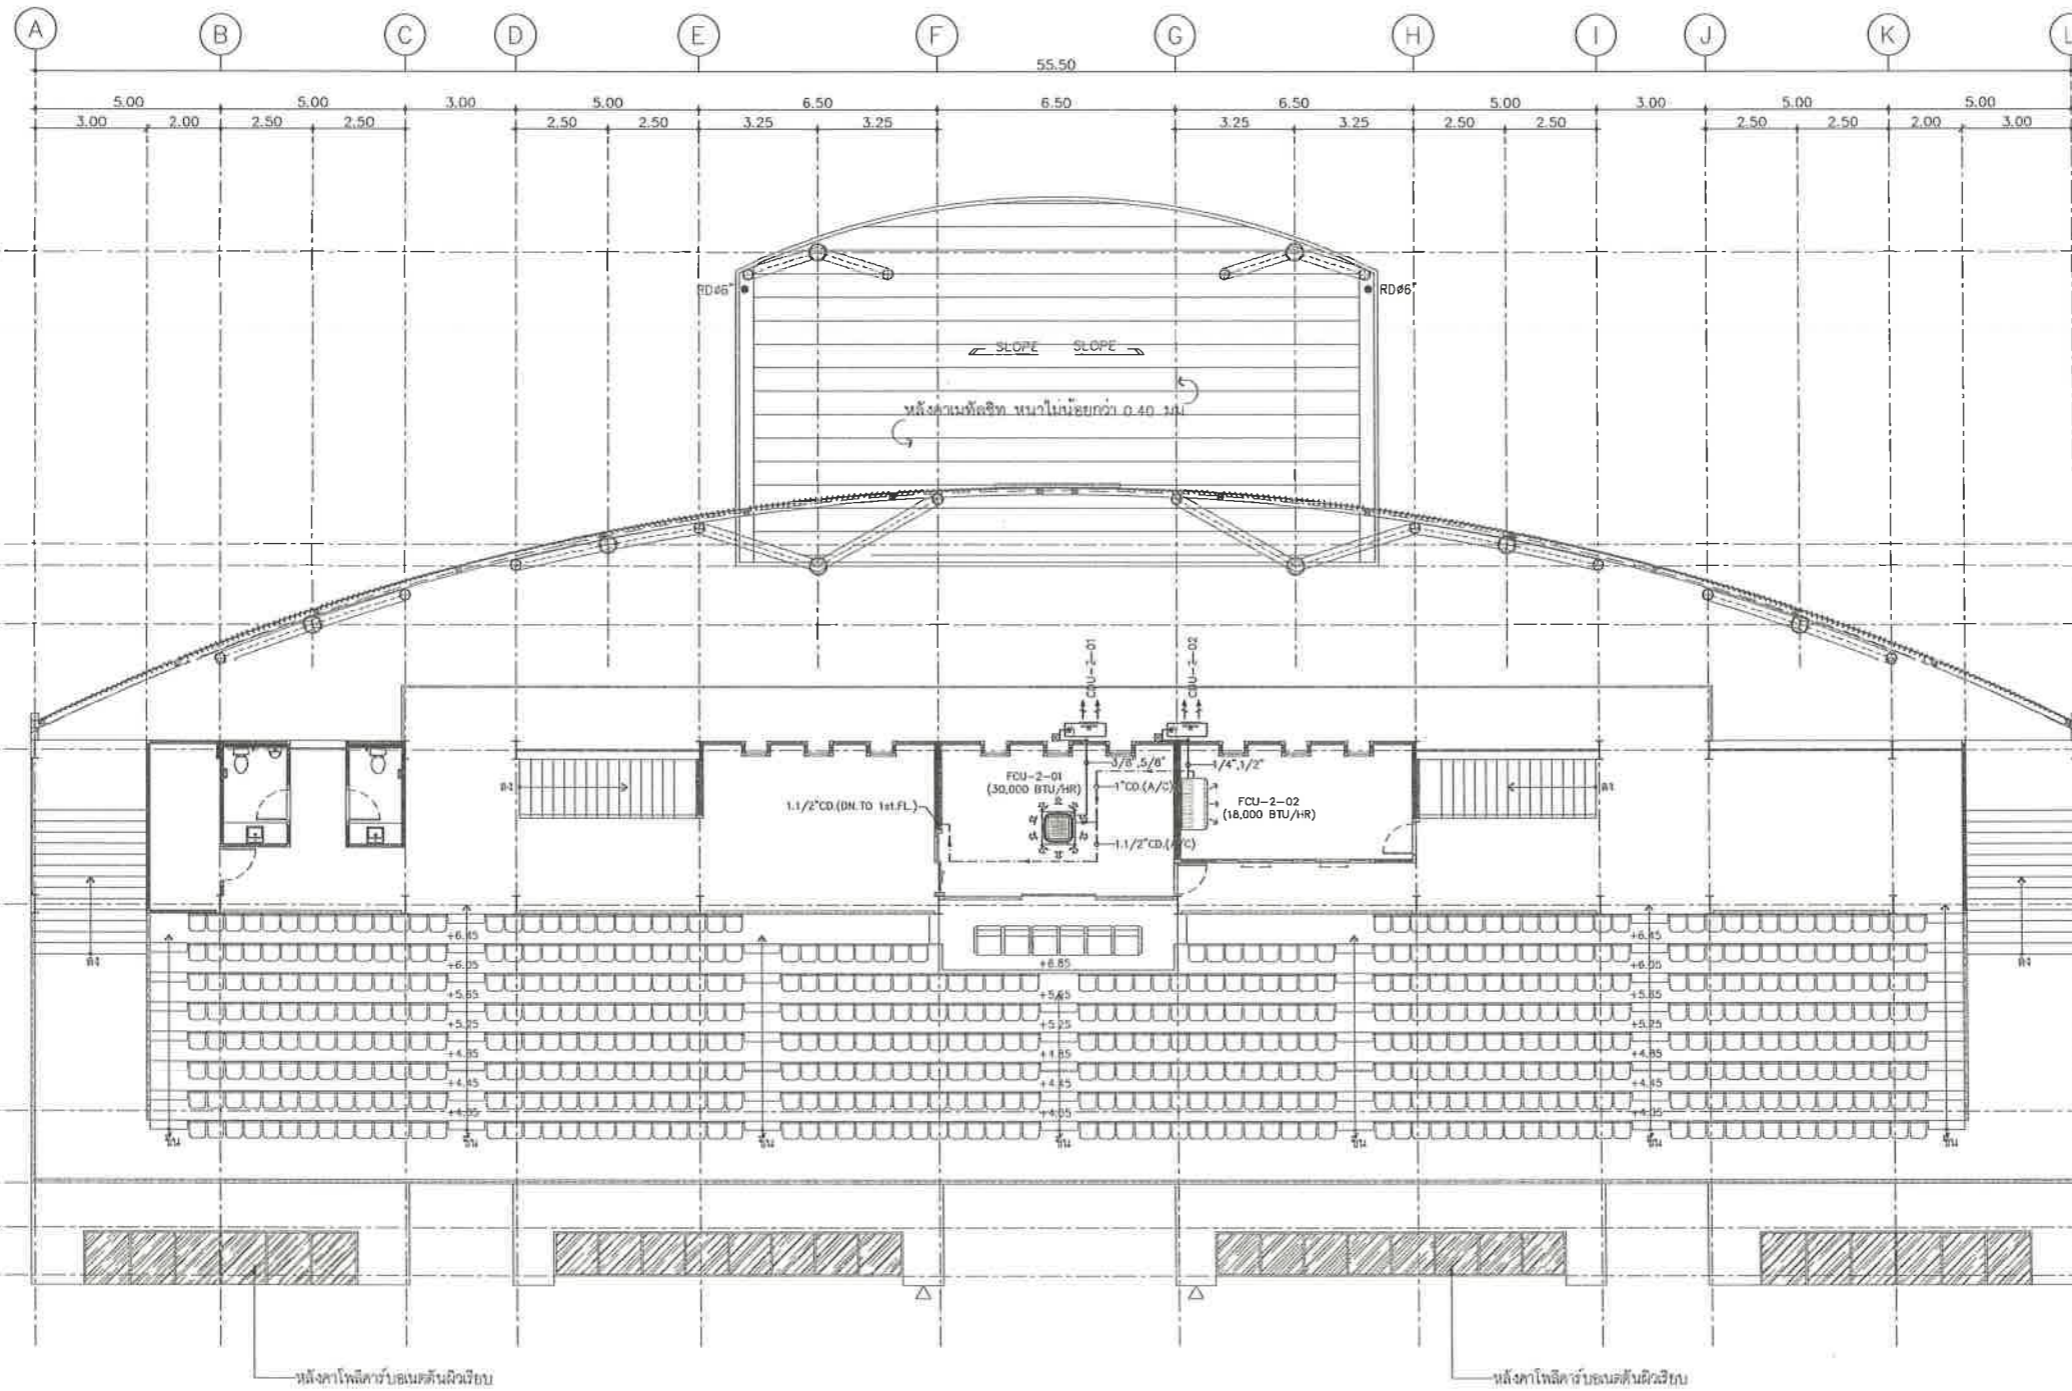 A B C D E F G H I J K L
55.50
5.00 5.00 3.00 5.00 6.50 6.50 6.50 5.00 3.00 5.00 5.00
3.00 2.00 2.50 2.50 2.50 2.50 3.25 3.25 3.25 3.25 2.50 2.50 2.50 2.50 2.00 3.00
RDø6" RDø6"
SLOPE SLOPE
หลังคาเมทัลชีท หนาไม่น้อยกว่า 0.40 มม
CDU-2-01 CDU-2-02
3/8",5/8" 1/4",1/2"
FCU-2-01
(30,000 BTU/HR)
1"CD.(A/C)
ลง ลง
1.1/2"CD.(DN.TO 1st.FL.)
FCU-2-02
(18,000 BTU/HR)
1.1/2"CD.(A/C)
+6.45 +6.45
ลง ลง
+6.05 +6.85 +6.05
+5.65 +5.65 +5.65
+5.25 +5.25 +5.25
+4.85 +4.85 +4.85
+4.45 +4.45 +4.45
+4.05 +4.05 +4.05
ขึ้น ขึ้น ขึ้น ขึ้น ขึ้น ขึ้น ขึ้น
หลังคาโพลีคาร์บอเนตตันผิวเรียบ หลังคาโพลีคาร์บอเนตตันผิวเรียบ